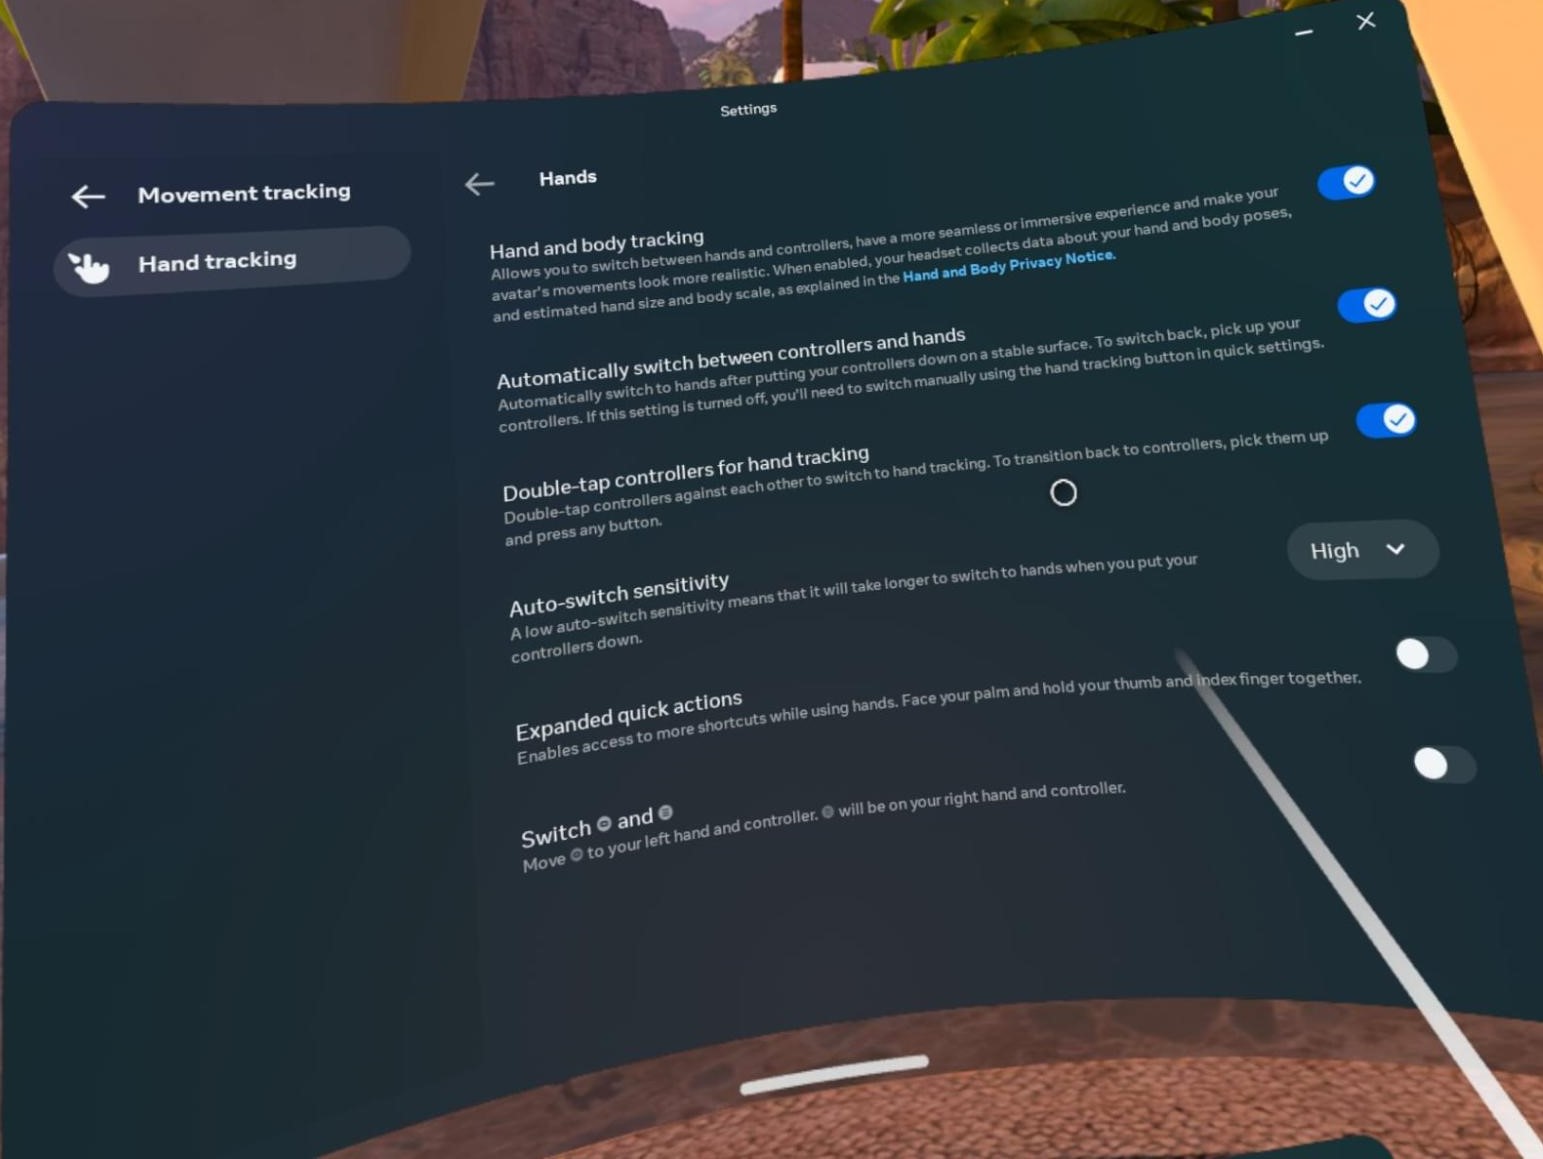 Settings
Movement tracking
Hand tracking
Hands
Hand and body tracking
Allows you to switch between hands and controllers, have a more seamless or immersive experience and make your
avatar's movements look more realistic. When enabled, your headset collects data about your hand and body poses,
and estimated hand size and body scale, as explained in the Hand and Body Privacy Notice.
Automatically switch between controllers and hands
Automatically switch to hands after putting your controllers down on a stable surface. To switch back, pick up your
controllers. If this setting is turned off, you'll need to switch manually using the hand tracking button in quick settings.
Double-tap controllers for hand tracking
Double-tap controllers against each other to switch to hand tracking. To transition back to controllers, pick them up
and press any button.
Auto-switch sensitivity
A low auto-switch sensitivity means that it will take longer to switch to hands when you put your
controllers down.
High
Expanded quick actions
Enables access to more shortcuts while using hands. Face your palm and hold your thumb and index finger together.
Switch and
Move to your left hand and controller. will be on your right hand and controller.